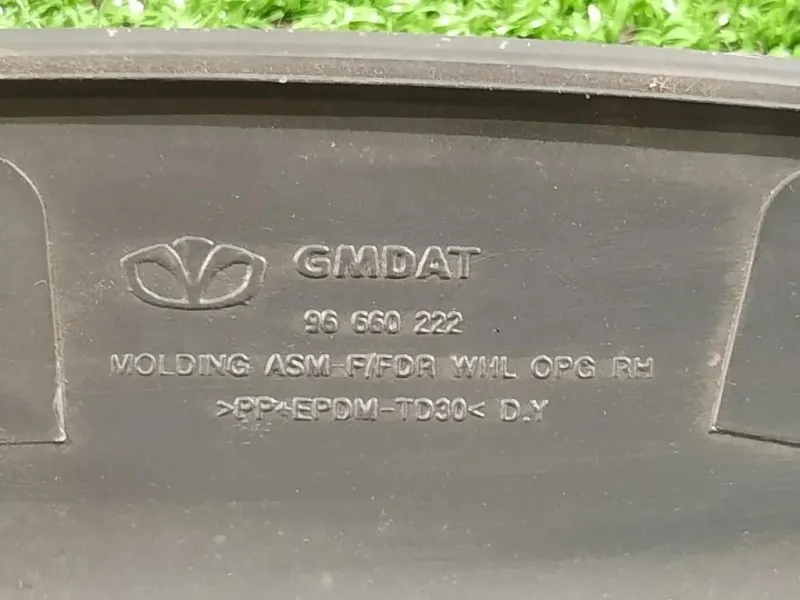 GMDAT
96 660 222
MOLDING ASM-F/FDR WHL OPG RH
>PP+EPDM-TD30< D.Y